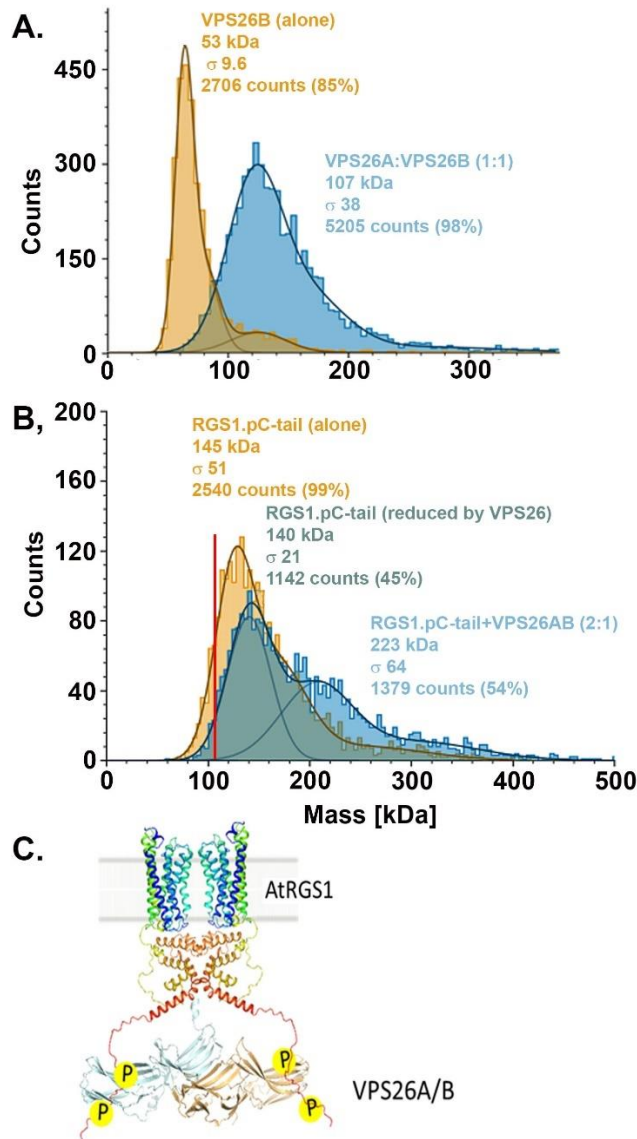 A.
VPS26B (alone)
53 kDa
σ 9.6
2706 counts (85%)
VPS26A:VPS26B (1:1)
107 kDa
σ 38
5205 counts (98%)
Counts
450
300
150
0
0 100 200 300
B,
RGS1.pC-tail (alone)
145 kDa
σ 51
2540 counts (99%)
RGS1.pC-tail (reduced by VPS26)
140 kDa
σ 21
1142 counts (45%)
RGS1.pC-tail+VPS26AB (2:1)
223 kDa
σ 64
1379 counts (54%)
Counts
200
160
120
80
40
0
0 100 200 300 400 500
Mass [kDa]
C.
AtRGS1
P P
P P
VPS26A/B